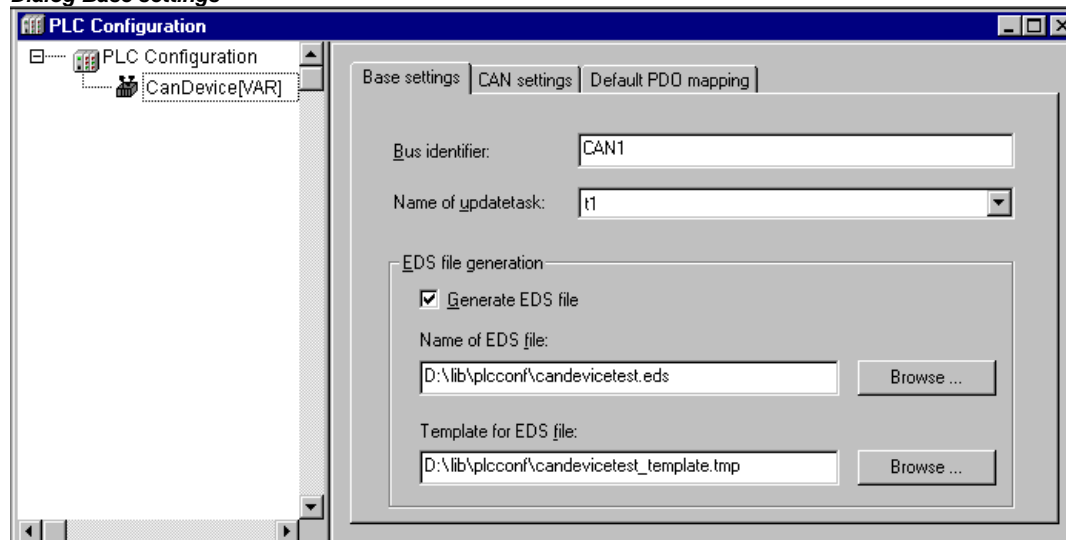 Dialog Base settings
PLC Configuration
PLC Configuration
CanDevice[VAR]
Base settings CAN settings Default PDO mapping
Bus identifier: CAN1
Name of updatetask: t1
EDS file generation
Generate EDS file
Name of EDS file:
D:\lib\plcconf\candevicetest.eds Browse ...
Template for EDS file:
D:\lib\plcconf\candevicetest_template.tmp Browse ...